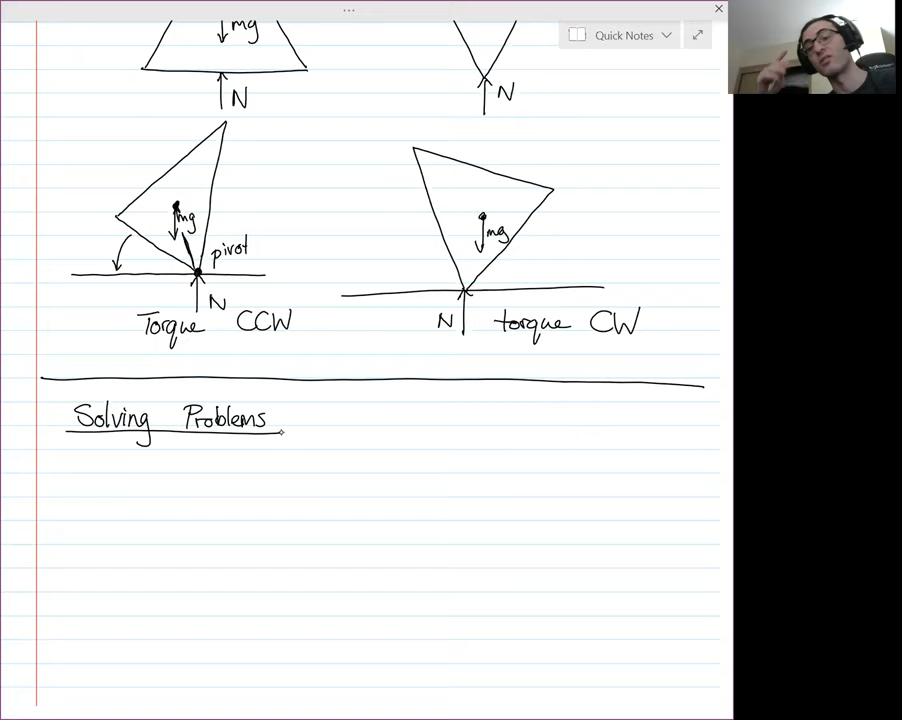 Quick Notes
mg
N
N
mg
pivot
N
Torque CCW
mg
N
torque CW
Solving Problems